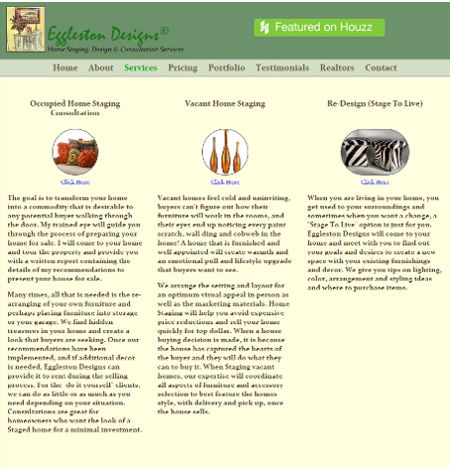 Eggleston Designs®
Home Staging, Design & Consultation Services
Featured on Houzz
Home About Services Pricing Portfolio Testimonials Realtors Contact
Occupied Home Staging
Consultation
Click Here
The goal is to transform your home
into a commodity that is desirable to
any potential buyer walking through
the door. My trained eye will guide you
through the process of preparing your
home for sale. I will come to your home
and tour the property and provide you
with a written report containing the
details of my recommendations to
present your house for sale.
Many times, all that is needed is the re-
arranging of your own furniture and
perhaps placing furniture into storage
or your garage. We find hidden
treasures in your home and create a
look that buyers are seeking. Once our
recommendations have been
implemented, and if additional decor
is needed, Eggleston Designs can
provide it to rent during the selling
process. For the "do it yourself" clients,
we can do as little or as much as you
need depending on your situation.
Consultations are great for
homeowners who want the look of a
Staged home for a minimal investment.
Vacant Home Staging
Click Here
Vacant homes feel cold and uninviting,
buyers can't figure out how their
furniture will work in the rooms, and
their eyes end up noticing every paint
scratch, wall ding and cobweb in the
home! A home that is furnished and
well appointed will create warmth and
an emotional pull and lifestyle upgrade
that buyers want to see.
We arrange the setting and layout for
an optimum visual appeal in person as
well as the marketing materials. Home
Staging will help you avoid expensive
price reductions and sell your home
quickly for top dollar. When a house
buying decision is made, it is because
the house has captured the hearts of
the buyer and they will do what they
can to buy it. When Staging vacant
homes, our expertise will coordinate
all aspects of furniture and accessory
selection to best feature the homes
style, with delivery and pick up, once
the house sells.
Re-Design (Stage To Live)
Click Here
When you are living in your home, you
get used to your surroundings and
sometimes when you want a change, a
"Stage To Live" option is just for you.
Eggleston Designs will come to your
home and meet with you to find out
your goals and desires to create a new
space with your existing furnishings
and decor. We give you tips on lighting,
color, arrangement and styling ideas
and where to purchase items.